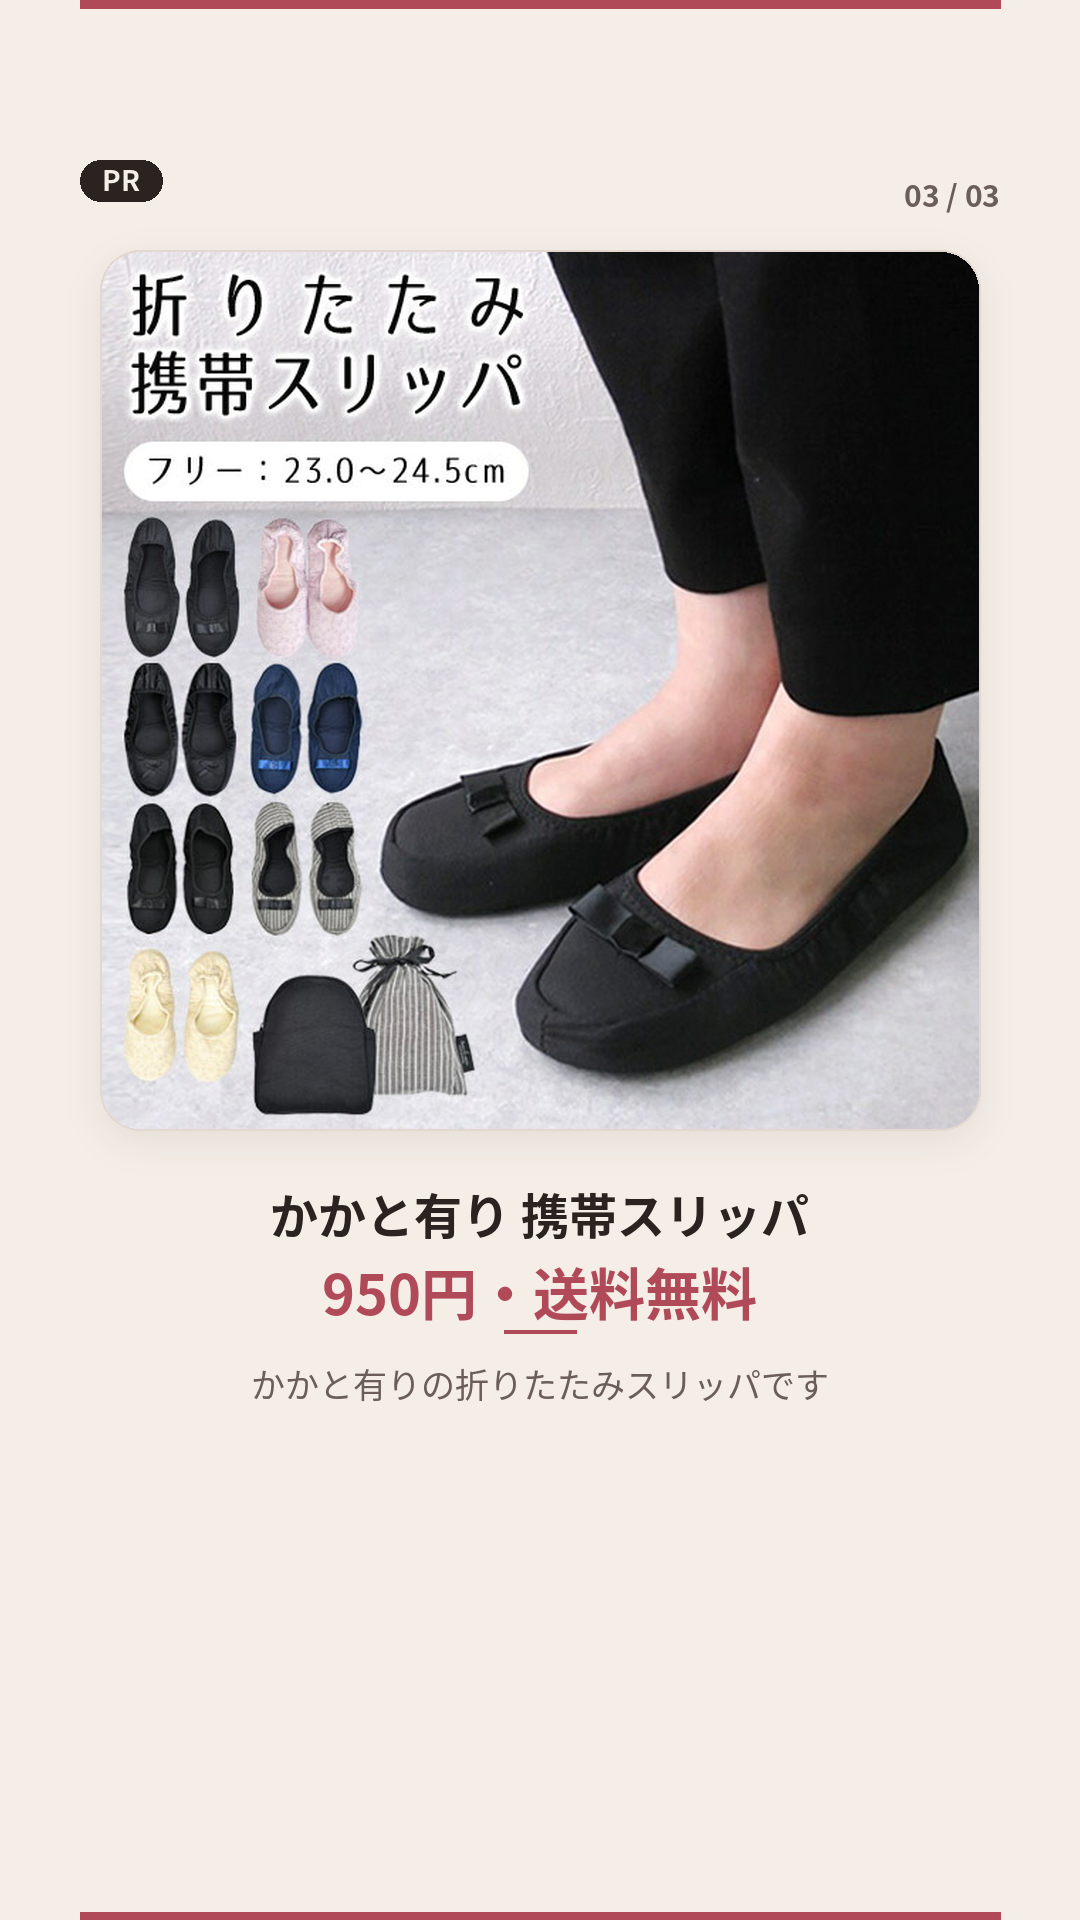 PR
03 / 03
折りたたみ
携帯スリッパ
フリー：23.0～24.5cm
かかと有り 携帯スリッパ
950円・送料無料
かかと有りの折りたたみスリッパです